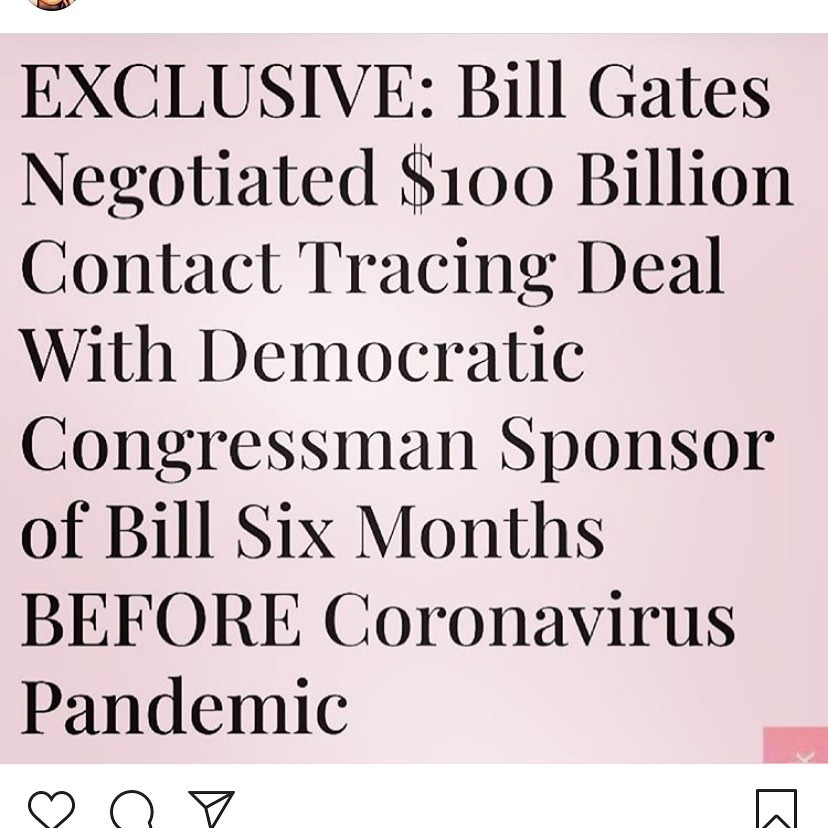 EXCLUSIVE: Bill Gates
Negotiated $100 Billion
Contact Tracing Deal
With Democratic
Congressman Sponsor
of Bill Six Months
BEFORE Coronavirus
Pandemic